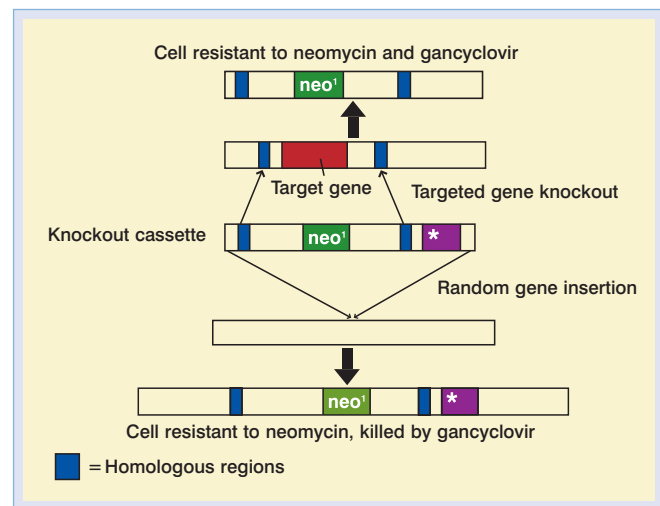 Cell resistant to neomycin and gancyclovir
neo¹
Target gene
Targeted gene knockout
Knockout cassette
neo¹
*
Random gene insertion
neo¹
*
Cell resistant to neomycin, killed by gancyclovir
= Homologous regions